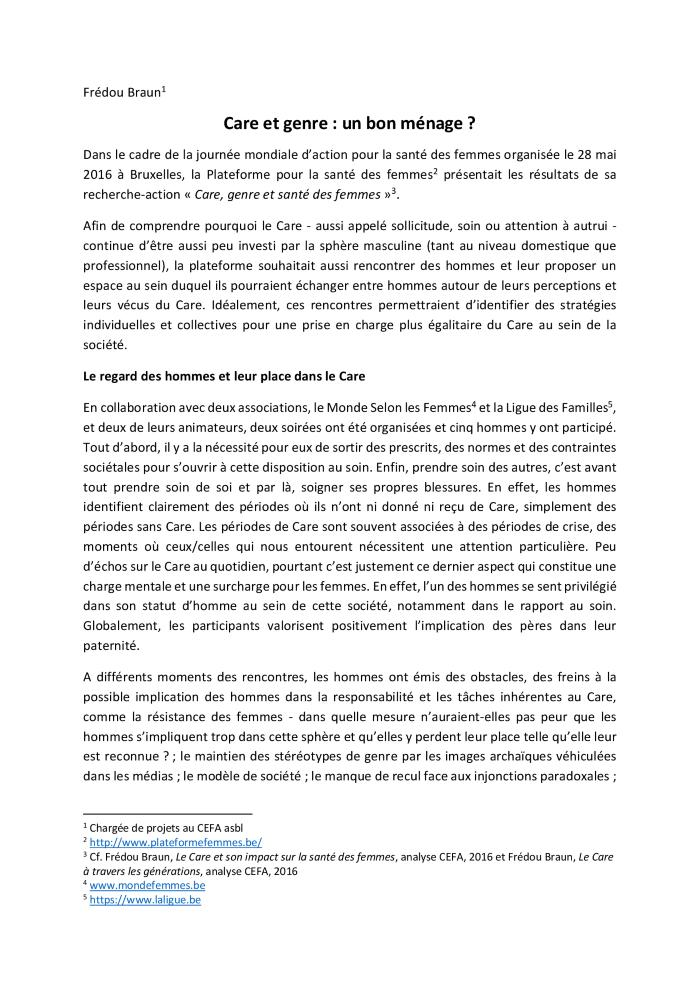 Frédou Braun1
Care et genre : un bon ménage ?
Dans le cadre de la journée mondiale d’action pour la santé des femmes organisée le 28 mai
2016 à Bruxelles, la Plateforme pour la santé des femmes2 présentait les résultats de sa
recherche-action « Care, genre et santé des femmes »3.
Afin de comprendre pourquoi le Care - aussi appelé sollicitude, soin ou attention à autrui -
continue d’être aussi peu investi par la sphère masculine (tant au niveau domestique que
professionnel), la plateforme souhaitait aussi rencontrer des hommes et leur proposer un
espace au sein duquel ils pourraient échanger entre hommes autour de leurs perceptions et
leurs vécus du Care. Idéalement, ces rencontres permettraient d’identifier des stratégies
individuelles et collectives pour une prise en charge plus égalitaire du Care au sein de la
société.
Le regard des hommes et leur place dans le Care
En collaboration avec deux associations, le Monde Selon les Femmes4 et la Ligue des Familles5,
et deux de leurs animateurs, deux soirées ont été organisées et cinq hommes y ont participé.
Tout d’abord, il y a la nécessité pour eux de sortir des prescrits, des normes et des contraintes
sociétales pour s’ouvrir à cette disposition au soin. Enfin, prendre soin des autres, c’est avant
tout prendre soin de soi et par là, soigner ses propres blessures. En effet, les hommes
identifient clairement des périodes où ils n’ont ni donné ni reçu de Care, simplement des
périodes sans Care. Les périodes de Care sont souvent associées à des périodes de crise, des
moments où ceux/celles qui nous entourent nécessitent une attention particulière. Peu
d’échos sur le Care au quotidien, pourtant c’est justement ce dernier aspect qui constitue une
charge mentale et une surcharge pour les femmes. En effet, l’un des hommes se sent privilégié
dans son statut d’homme au sein de cette société, notamment dans le rapport au soin.
Globalement, les participants valorisent positivement l’implication des pères dans leur
paternité.
A différents moments des rencontres, les hommes ont émis des obstacles, des freins à la
possible implication des hommes dans la responsabilité et les tâches inhérentes au Care,
comme la résistance des femmes - dans quelle mesure n’auraient-elles pas peur que les
hommes s’impliquent trop dans cette sphère et qu’elles y perdent leur place telle qu’elle leur
est reconnue ? ; le maintien des stéréotypes de genre par les images archaïques véhiculées
dans les médias ; le modèle de société ; le manque de recul face aux injonctions paradoxales ;
1 Chargée de projets au CEFA asbl
2 http://www.plateformefemmes.be/
3 Cf. Frédou Braun, Le Care et son impact sur la santé des femmes, analyse CEFA, 2016 et Frédou Braun, Le Care
à travers les générations, analyse CEFA, 2016
4 www.mondefemmes.be
5 https://www.laligue.be